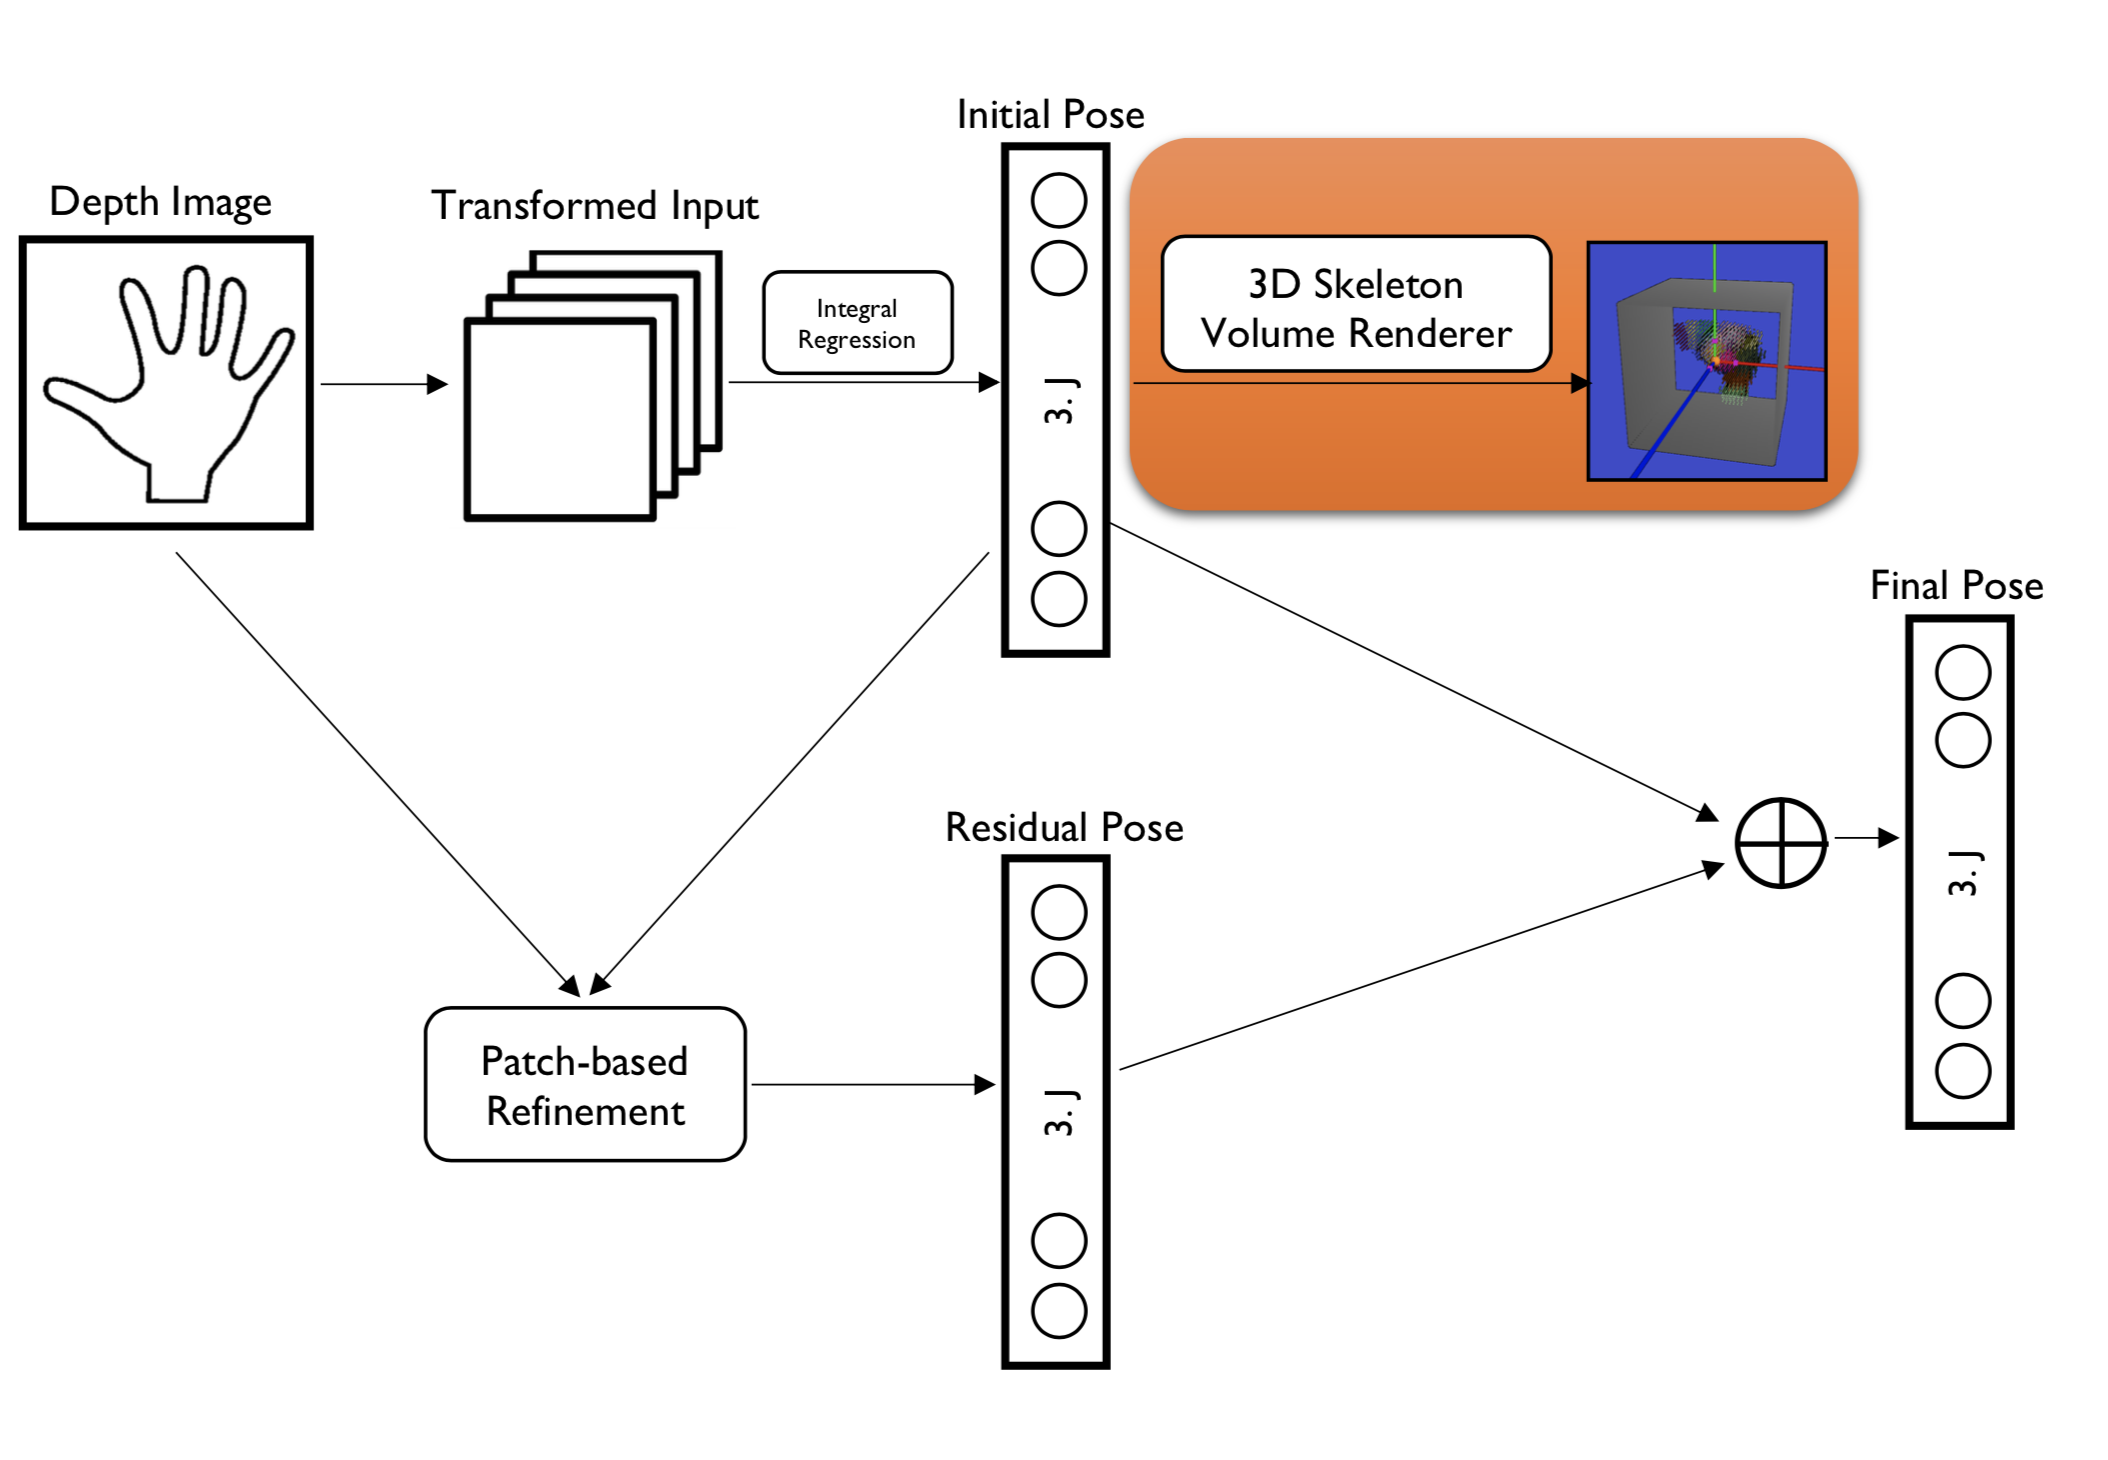 Initial Pose
Depth Image
Transformed Input
Integral
Regression
3D Skeleton
Volume Renderer
3. J
Final Pose
Residual Pose
3. J
Patch-based
Refinement
3. J